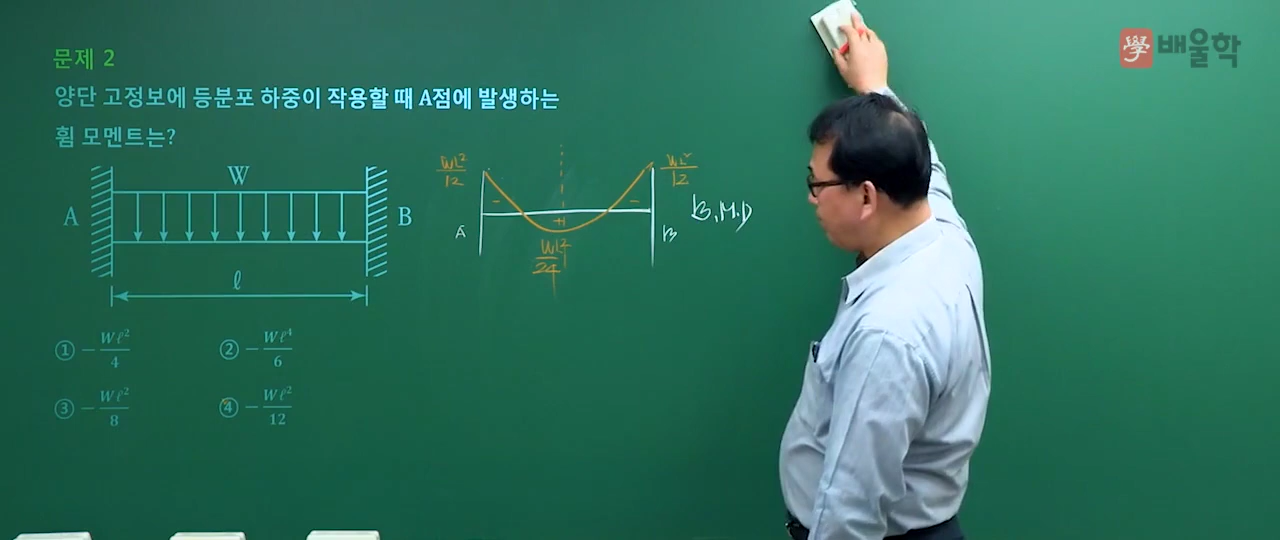 學 배울학
문제 2
양단 고정보에 등분포 하중이 작용할 때 A점에 발생하는
휨 모멘트는?
W
A
B
ℓ
① −Wℓ²/4
② −Wℓ⁴/6
③ −Wℓ²/8
④ −Wℓ²/12
Wl²/12
Wl²/12
−
+
−
A
B
B.M.D
Wl²/24